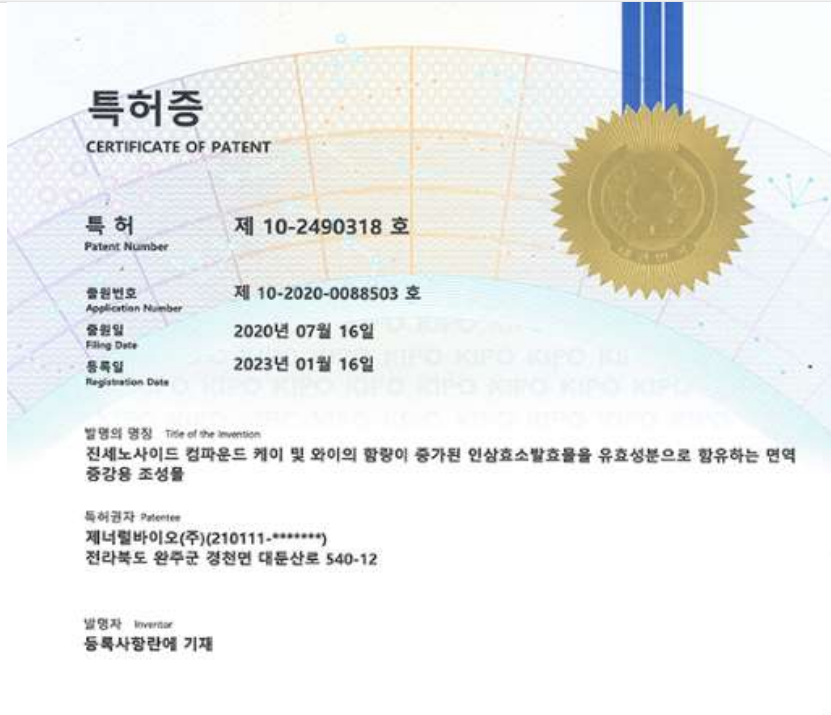 특허증
CERTIFICATE OF PATENT
특 허 제 10-2490318 호
Patent Number
출원번호 제 10-2020-0088503 호
Application Number
출원일 2020년 07월 16일
Filing Date
등록일 2023년 01월 16일
Registration Date
발명의 명칭 Title of the Invention
진세노사이드 컴파운드 케이 및 와이의 함량이 증가된 인삼효소발효물을 유효성분으로 함유하는 면역
증강용 조성물
특허권자 Patentee
제너럴바이오(주)(210111-*******)
전라북도 완주군 경천면 대둔산로 540-12
발명자 Inventor
등록사항란에 기재
KIPO KIPO KIPO
KIPO KIPO KIPO KIPO KIPO